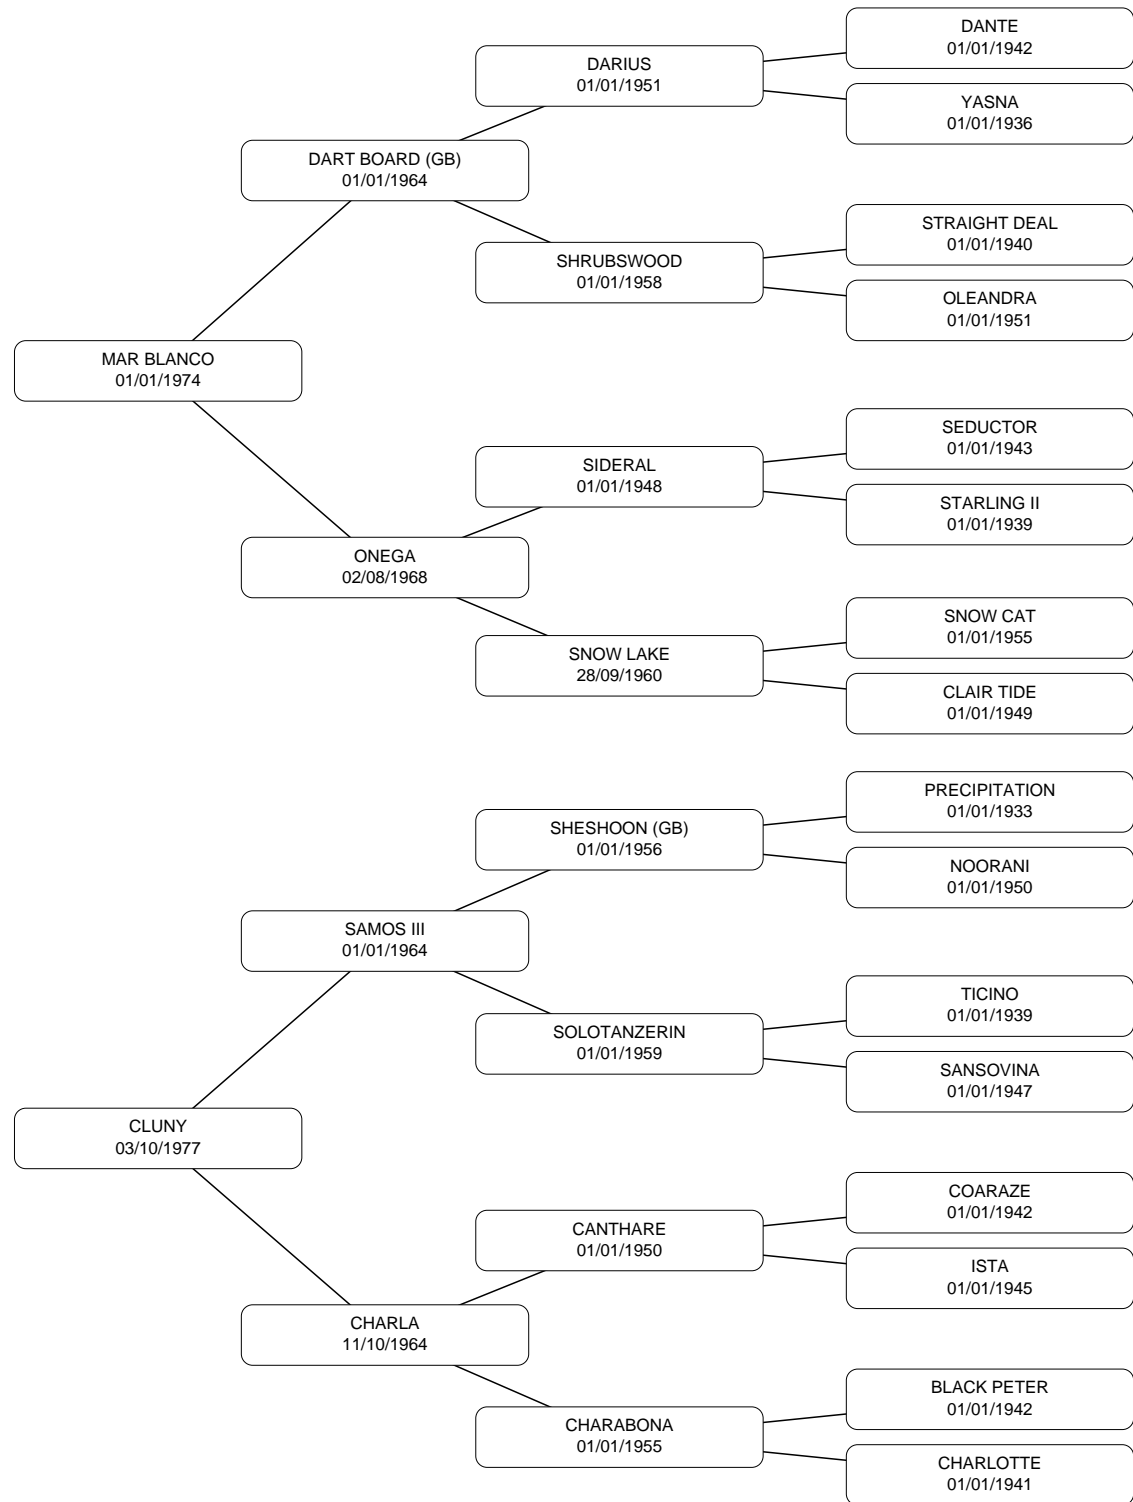 DANTE
01/01/1942
DARIUS
01/01/1951
YASNA
01/01/1936
DART BOARD (GB)
01/01/1964
STRAIGHT DEAL
01/01/1940
SHRUBSWOOD
01/01/1958
OLEANDRA
01/01/1951
MAR BLANCO
01/01/1974
SEDUCTOR
01/01/1943
SIDERAL
01/01/1948
STARLING II
01/01/1939
ONEGA
02/08/1968
SNOW CAT
01/01/1955
SNOW LAKE
28/09/1960
CLAIR TIDE
01/01/1949
PRECIPITATION
01/01/1933
SHESHOON (GB)
01/01/1956
NOORANI
01/01/1950
SAMOS III
01/01/1964
TICINO
01/01/1939
SOLOTANZERIN
01/01/1959
SANSOVINA
01/01/1947
CLUNY
03/10/1977
COARAZE
01/01/1942
CANTHARE
01/01/1950
ISTA
01/01/1945
CHARLA
11/10/1964
BLACK PETER
01/01/1942
CHARABONA
01/01/1955
CHARLOTTE
01/01/1941